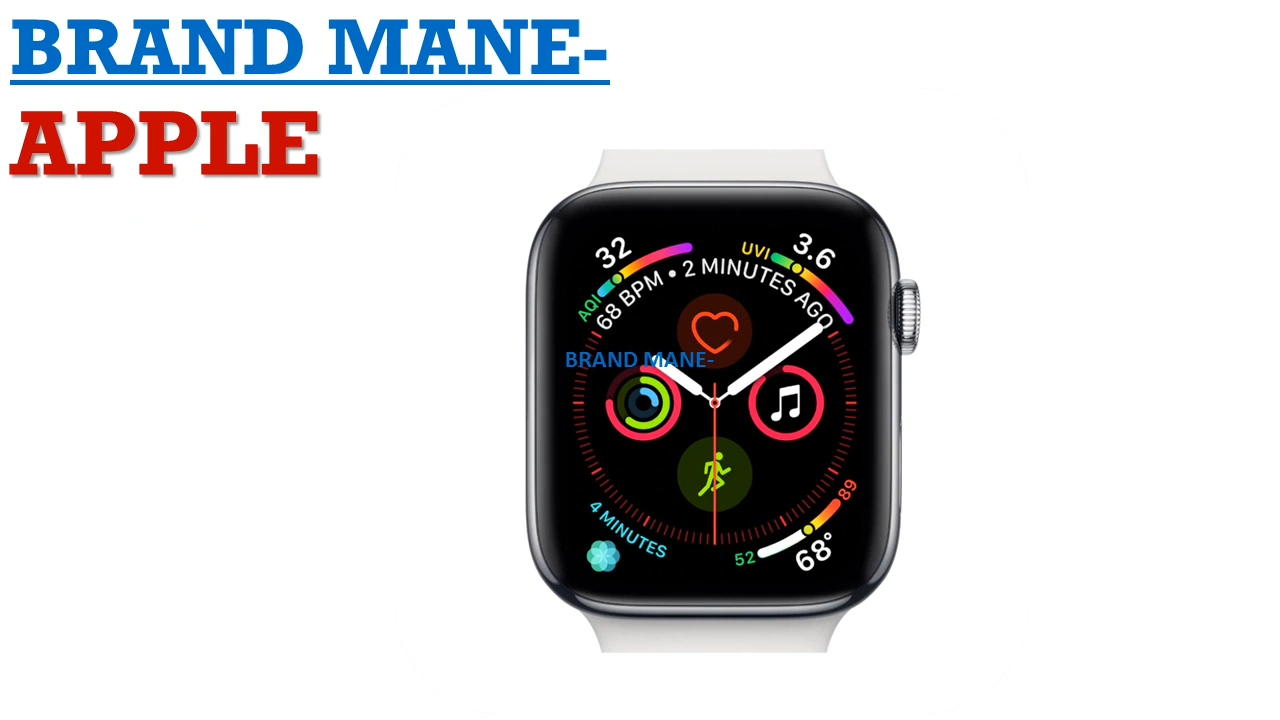 BRAND MANE-
APPLE
32
AQI
UVI
3.6
68 BPM • 2 MINUTES AGO
BRAND MANE-
4 MINUTES
52
68°
89